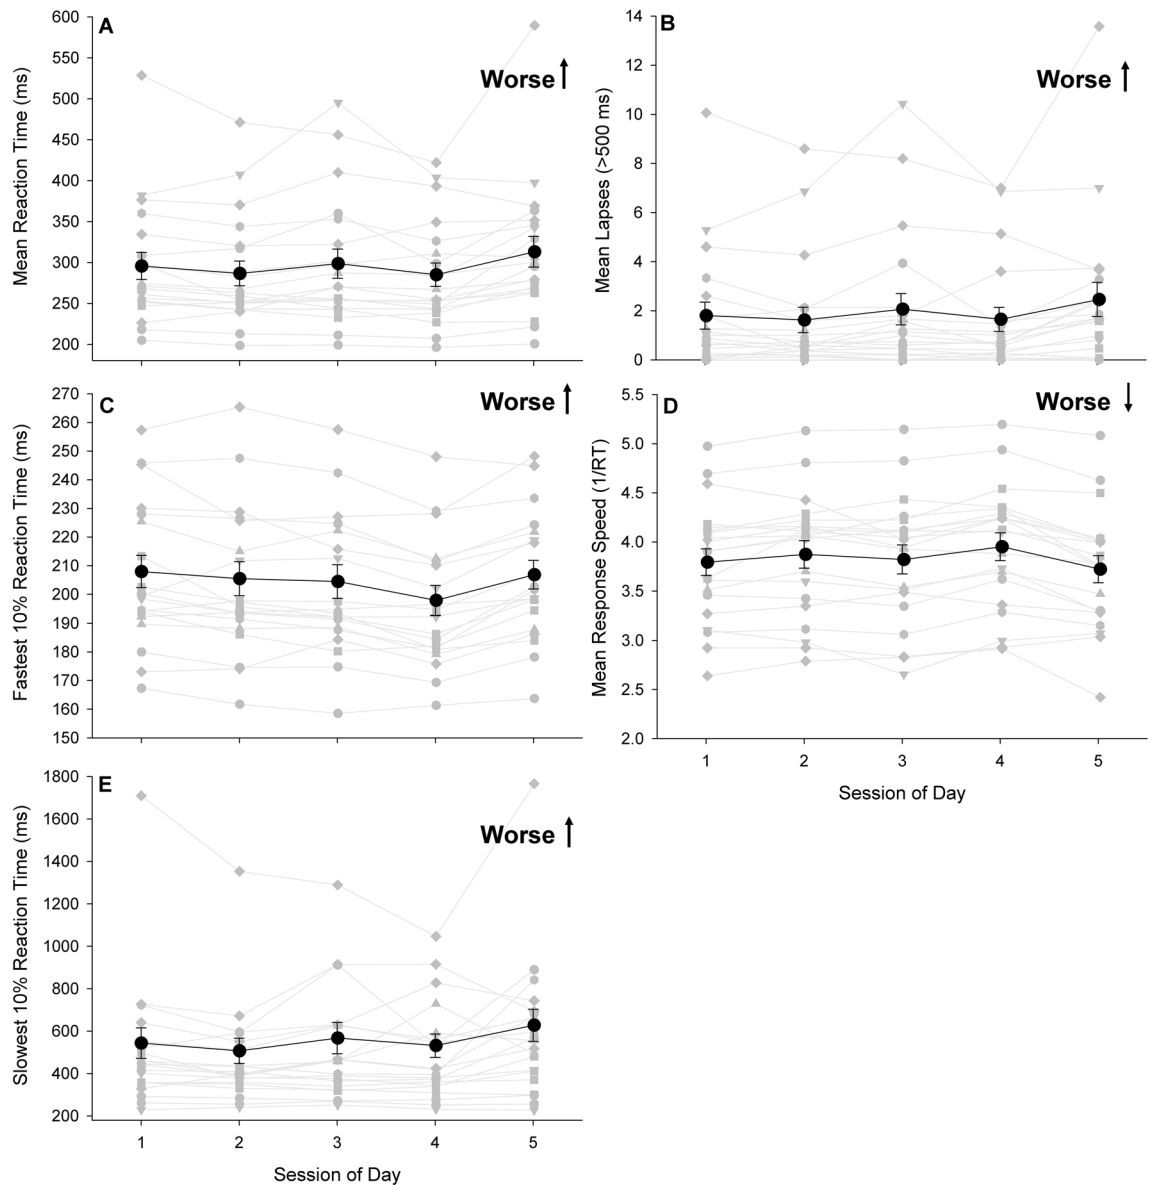 A
Worse
Mean Reaction Time (ms)
600
550
500
450
400
350
300
250
200
B
Worse
Mean Lapses (>500 ms)
14
12
10
8
6
4
2
0
C
Worse
Fastest 10% Reaction Time (ms)
270
260
250
240
230
220
210
200
190
180
170
160
150
D
Worse
Mean Response Speed (1/RT)
5.5
5.0
4.5
4.0
3.5
3.0
2.5
2.0
1 2 3 4 5
Session of Day
E
Worse
Slowest 10% Reaction Time (ms)
1800
1600
1400
1200
1000
800
600
400
200
1 2 3 4 5
Session of Day